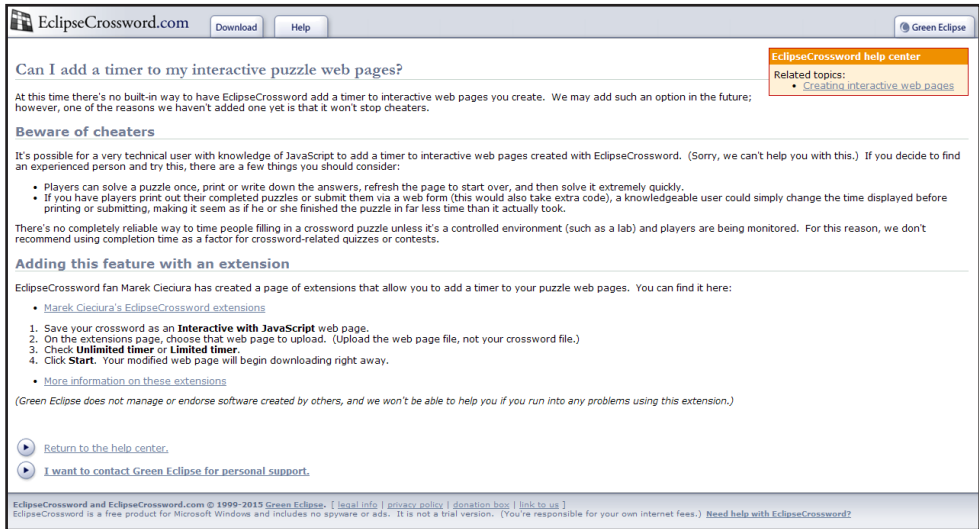 EclipseCrossword.com
Download
Help
Green Eclipse
Can I add a timer to my interactive puzzle web pages?
EclipseCrossword help center
Related topics:
• Creating interactive web pages
At this time there's no built-in way to have EclipseCrossword add a timer to interactive web pages you create. We may add such an option in the future;
however, one of the reasons we haven't added one yet is that it won't stop cheaters.
Beware of cheaters
It's possible for a very technical user with knowledge of JavaScript to add a timer to interactive web pages created with EclipseCrossword. (Sorry, we can't help you with this.) If you decide to find
an experienced person and try this, there are a few things you should consider:
• Players can solve a puzzle once, print or write down the answers, refresh the page to start over, and then solve it extremely quickly.
• If you have players print out their completed puzzles or submit them via a web form (this would also take extra code), a knowledgeable user could simply change the time displayed before
printing or submitting, making it seem as if he or she finished the puzzle in far less time than it actually took.
There's no completely reliable way to time people filling in a crossword puzzle unless it's a controlled environment (such as a lab) and players are being monitored. For this reason, we don't
recommend using completion time as a factor for crossword-related quizzes or contests.
Adding this feature with an extension
EclipseCrossword fan Marek Cieciura has created a page of extensions that allow you to add a timer to your puzzle web pages. You can find it here:
• Marek Cieciura's EclipseCrossword extensions
1. Save your crossword as an Interactive with JavaScript web page.
2. On the extensions page, choose that web page to upload. (Upload the web page file, not your crossword file.)
3. Check Unlimited timer or Limited timer.
4. Click Start. Your modified web page will begin downloading right away.
• More information on these extensions
(Green Eclipse does not manage or endorse software created by others, and we won't be able to help you if you run into any problems using this extension.)
Return to the help center.
I want to contact Green Eclipse for personal support.
EclipseCrossword and EclipseCrossword.com © 1999-2015 Green Eclipse. [ legal info | privacy policy | donation box | link to us ]
EclipseCrossword is a free product for Microsoft Windows and includes no spyware or ads. It is not a trial version. (You're responsible for your own internet fees.) Need help with EclipseCrossword?